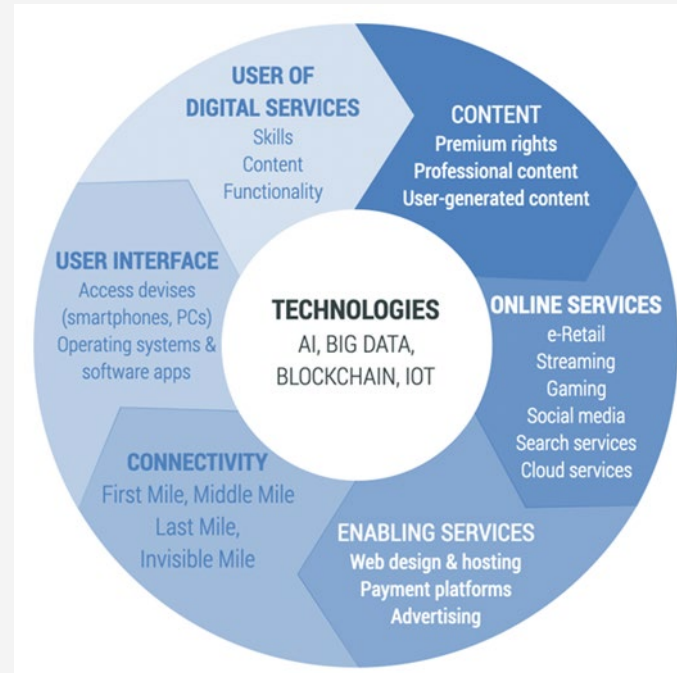 USER OF
DIGITAL SERVICES
Skills
Content
Functionality
CONTENT
Premium rights
Professional content
User-generated content
ONLINE SERVICES
e-Retail
Streaming
Gaming
Social media
Search services
Cloud services
ENABLING SERVICES
Web design & hosting
Payment platforms
Advertising
CONNECTIVITY
First Mile, Middle Mile
Last Mile,
Invisible Mile
USER INTERFACE
Access devises
(smartphones, PCs)
Operating systems &
software apps
TECHNOLOGIES
AI, BIG DATA,
BLOCKCHAIN, IOT